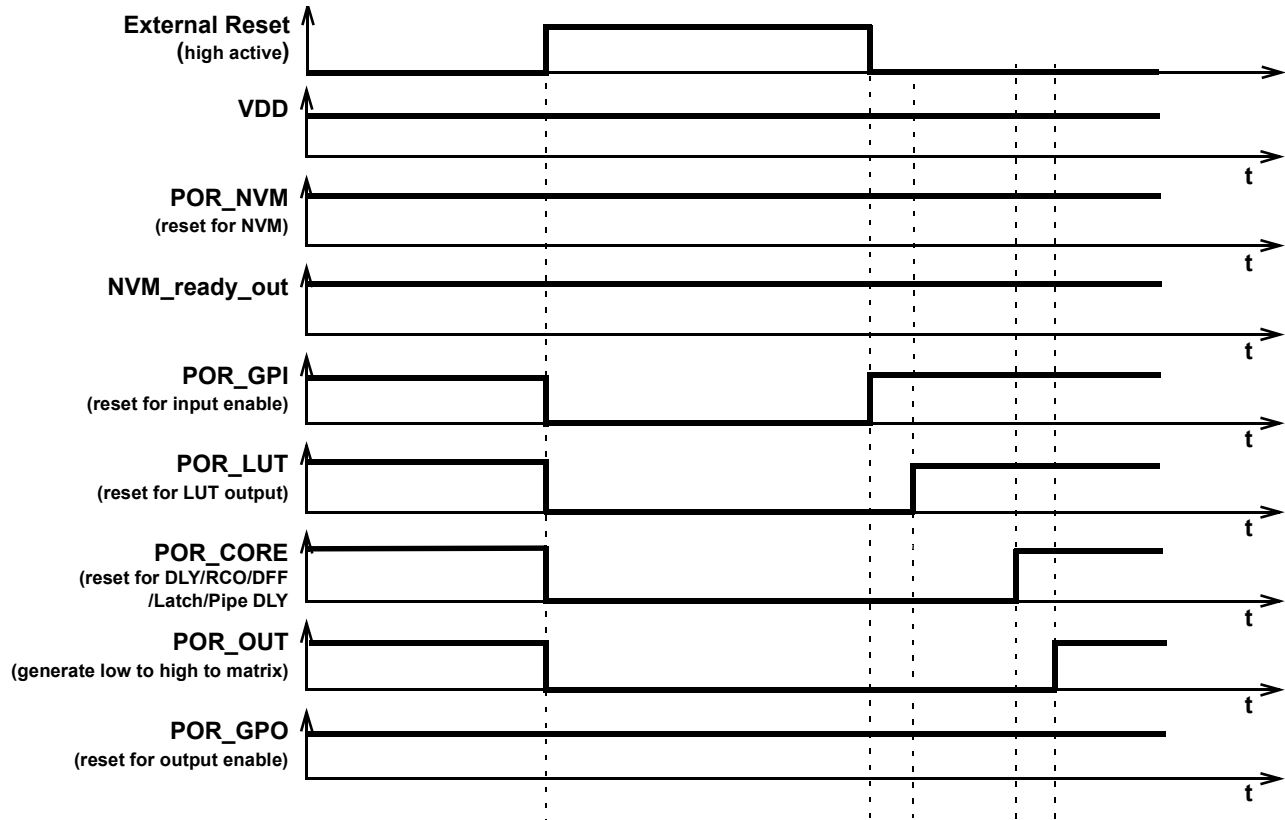 External Reset
(high active)
VDD
t
POR_NVM
(reset for NVM)
t
NVM_ready_out
t
POR_GPI
(reset for input enable)
t
POR_LUT
(reset for LUT output)
t
POR_CORE
(reset for DLY/RCO/DFF
/Latch/Pipe DLY
t
POR_OUT
(generate low to high to matrix)
t
POR_GPO
(reset for output enable)
t